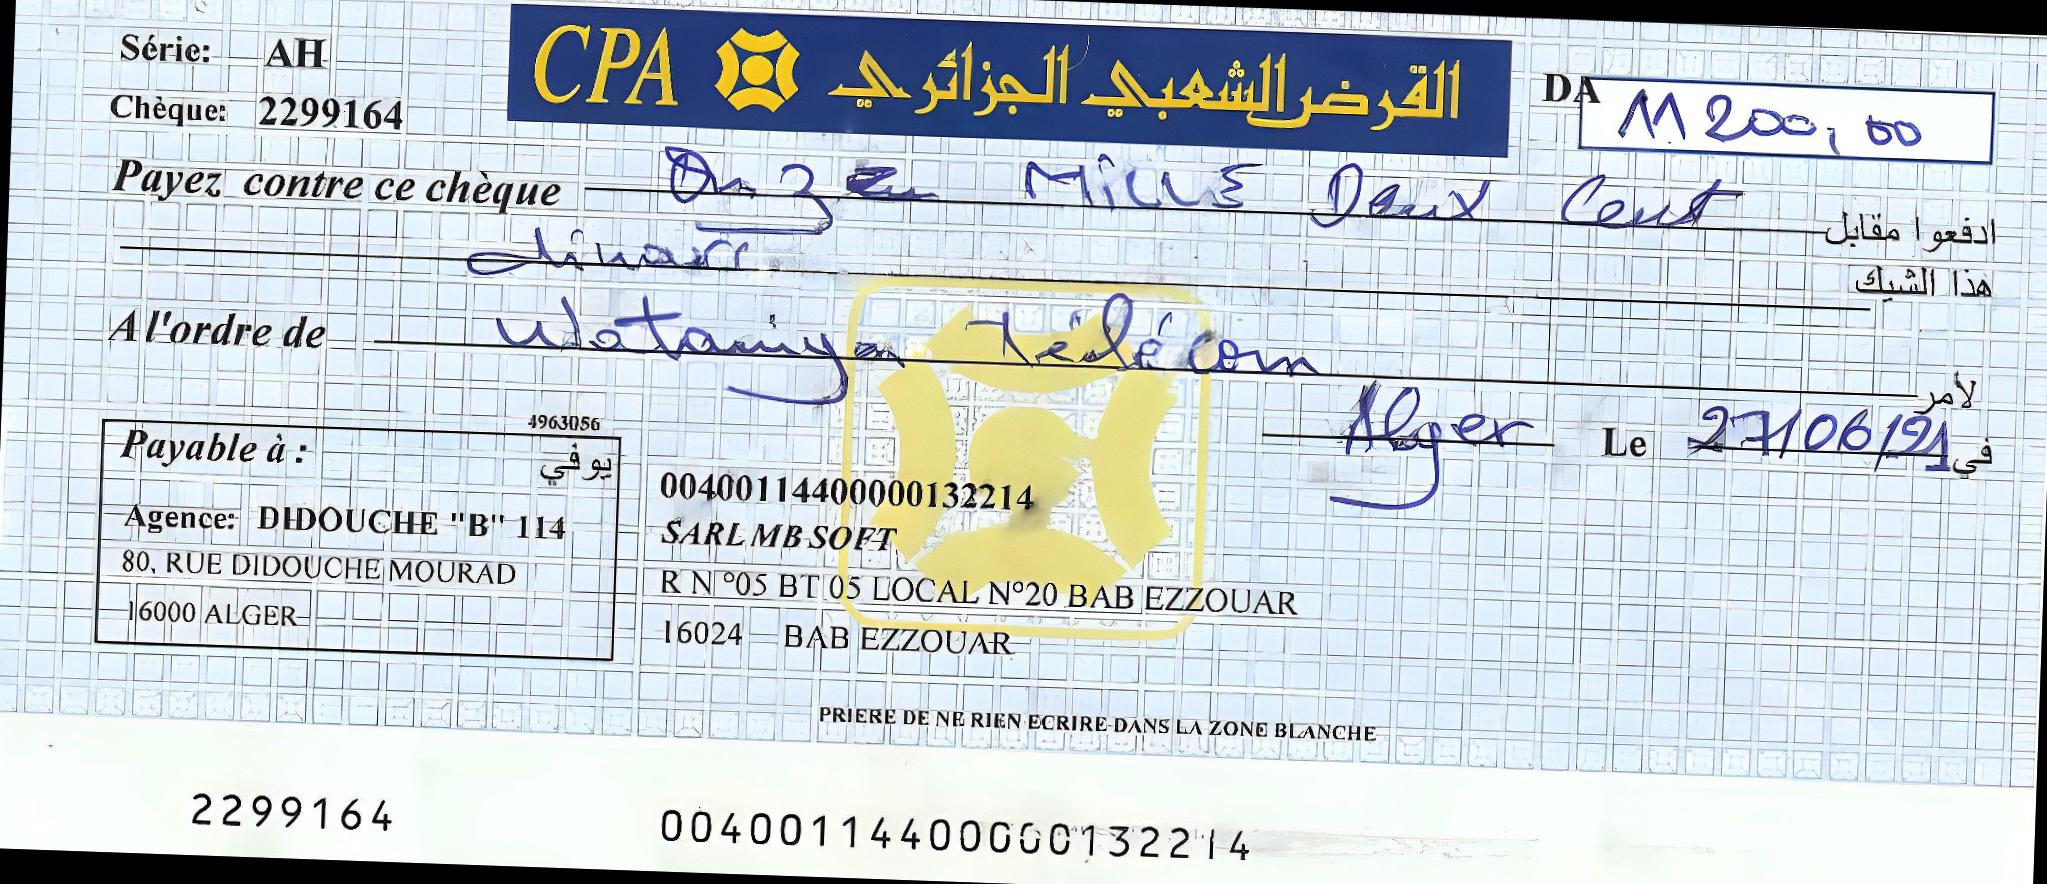 Série: AH
CPA القرض الشعبي الجزائري
DA 11 200,00
Chèque: 2299164
Payez contre ce chèque Onze Mille Deux Cent ادفعوا مقابل
dinars هذا الشيك
A l'ordre de Wataniya Télécom لأمر
Alger Le 27/06/21 في
4963056
Payable à : يوفي
Agence: DIDOUCHE "B" 114
80, RUE DIDOUCHE MOURAD
16000 ALGER
00400114400000132214
SARL MB SOFT
R N °05 BT 05 LOCAL N°20 BAB EZZOUAR
16024 BAB EZZOUAR
PRIERE DE NE RIEN ECRIRE DANS LA ZONE BLANCHE
2299164 00400114400000132214